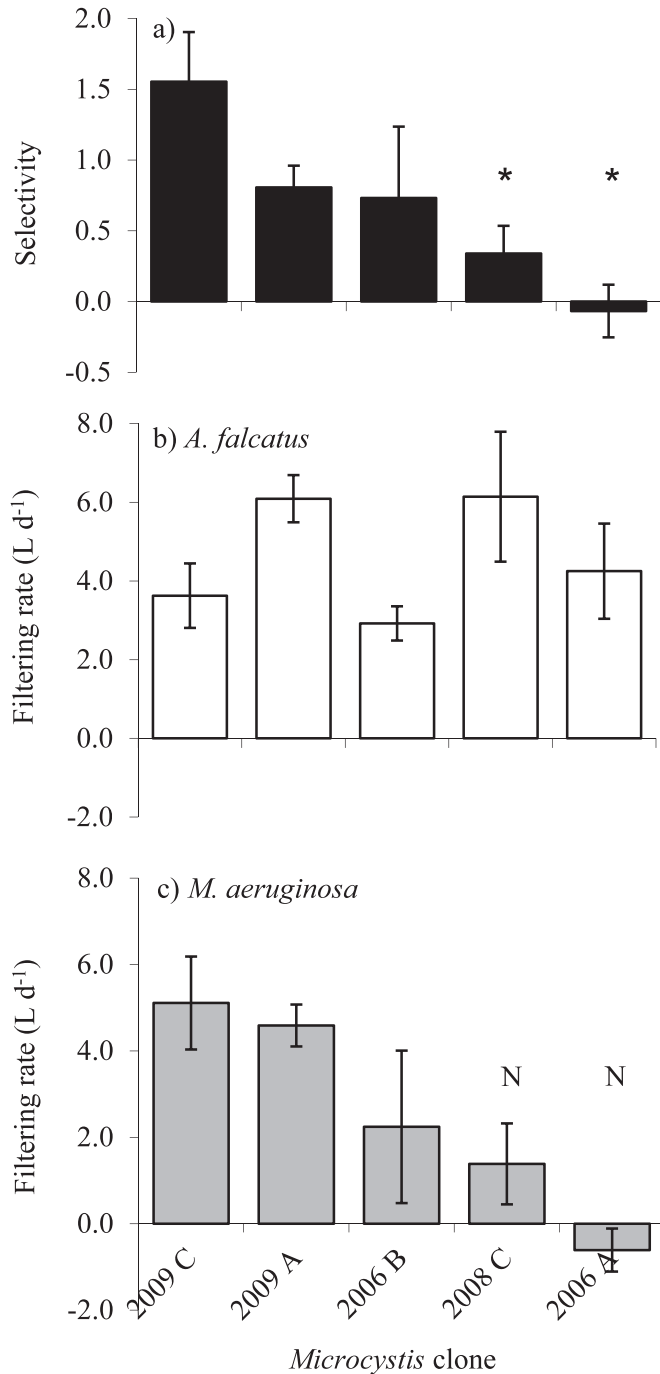 a)
2.0
1.5
1.0
0.5
0.0
-0.5
Selectivity
* *
b) A. falcatus
8.0
6.0
4.0
2.0
0.0
-2.0
Filtering rate (L d-1)
c) M. aeruginosa
8.0
6.0
4.0
2.0
0.0
-2.0
Filtering rate (L d-1)
N N
2009 C 2009 A 2006 B 2008 C 2006 A
Microcystis clone